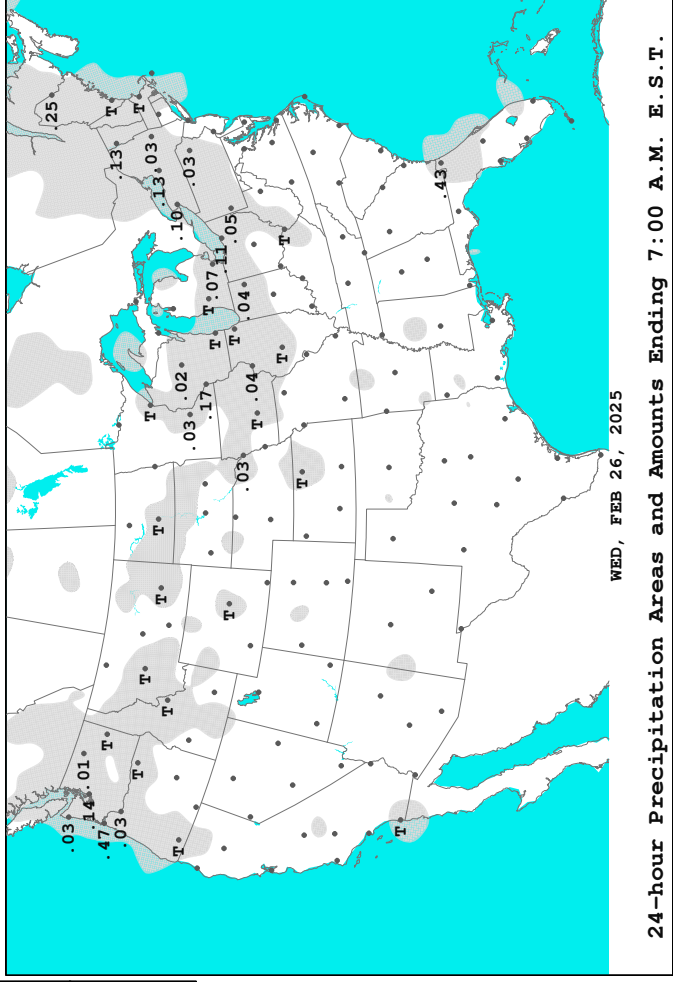 .25
T
T
.13
.03
.13
.03
.10
.05
.11
.07
T
.04
T
T
T
T
.02
.17
.03
T
.04
T
.03
T
.43
T
T
T
T
T
T
T
.01
.14
.03
.47
.03
T
T
WED, FEB 26, 2025
24-hour Precipitation Areas and Amounts Ending 7:00 A.M. E.S.T.